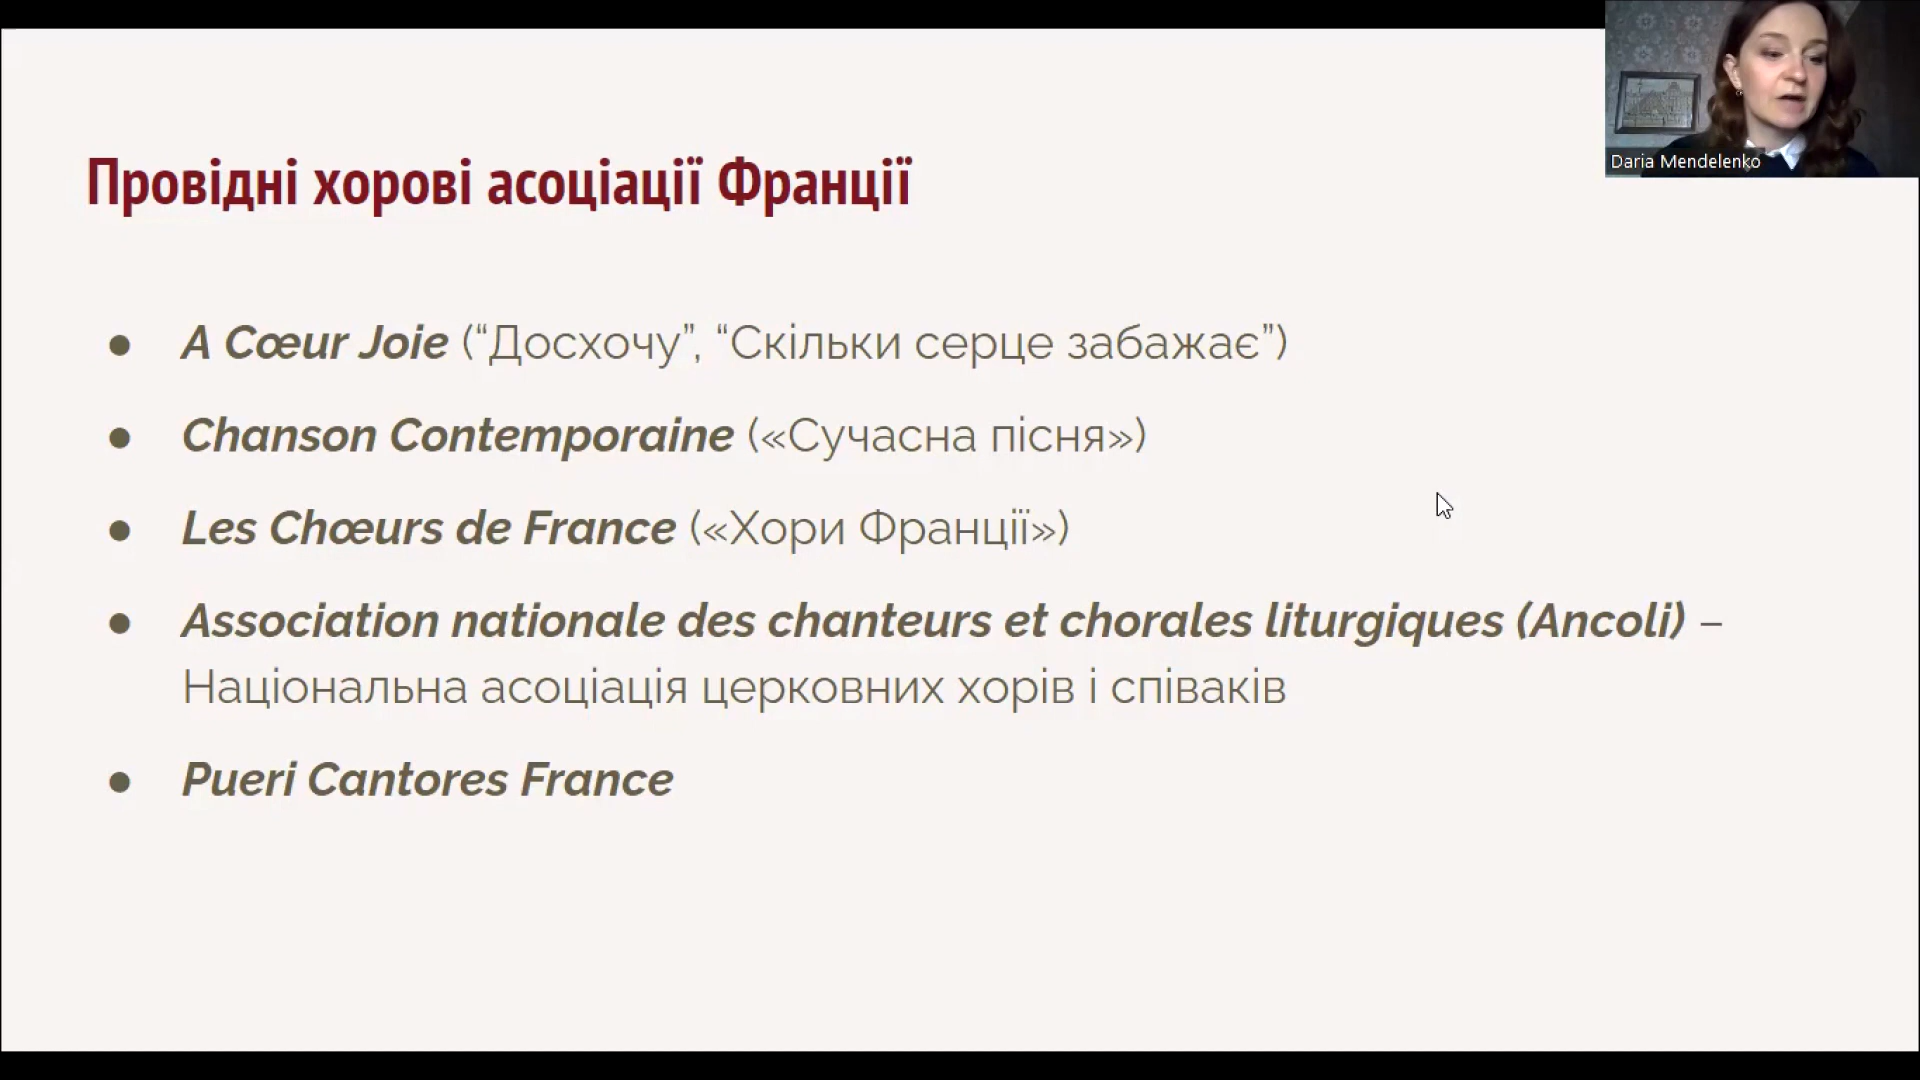 Daria Mendelenko
Провідні хорові асоціації Франції
● A Cœur Joie (“Досхочу”, “Скільки серце забажає”)
● Chanson Contemporaine («Сучасна пісня»)
● Les Chœurs de France («Хори Франції»)
● Association nationale des chanteurs et chorales liturgiques (Ancoli) –
Національна асоціація церковних хорів і співаків
● Pueri Cantores France